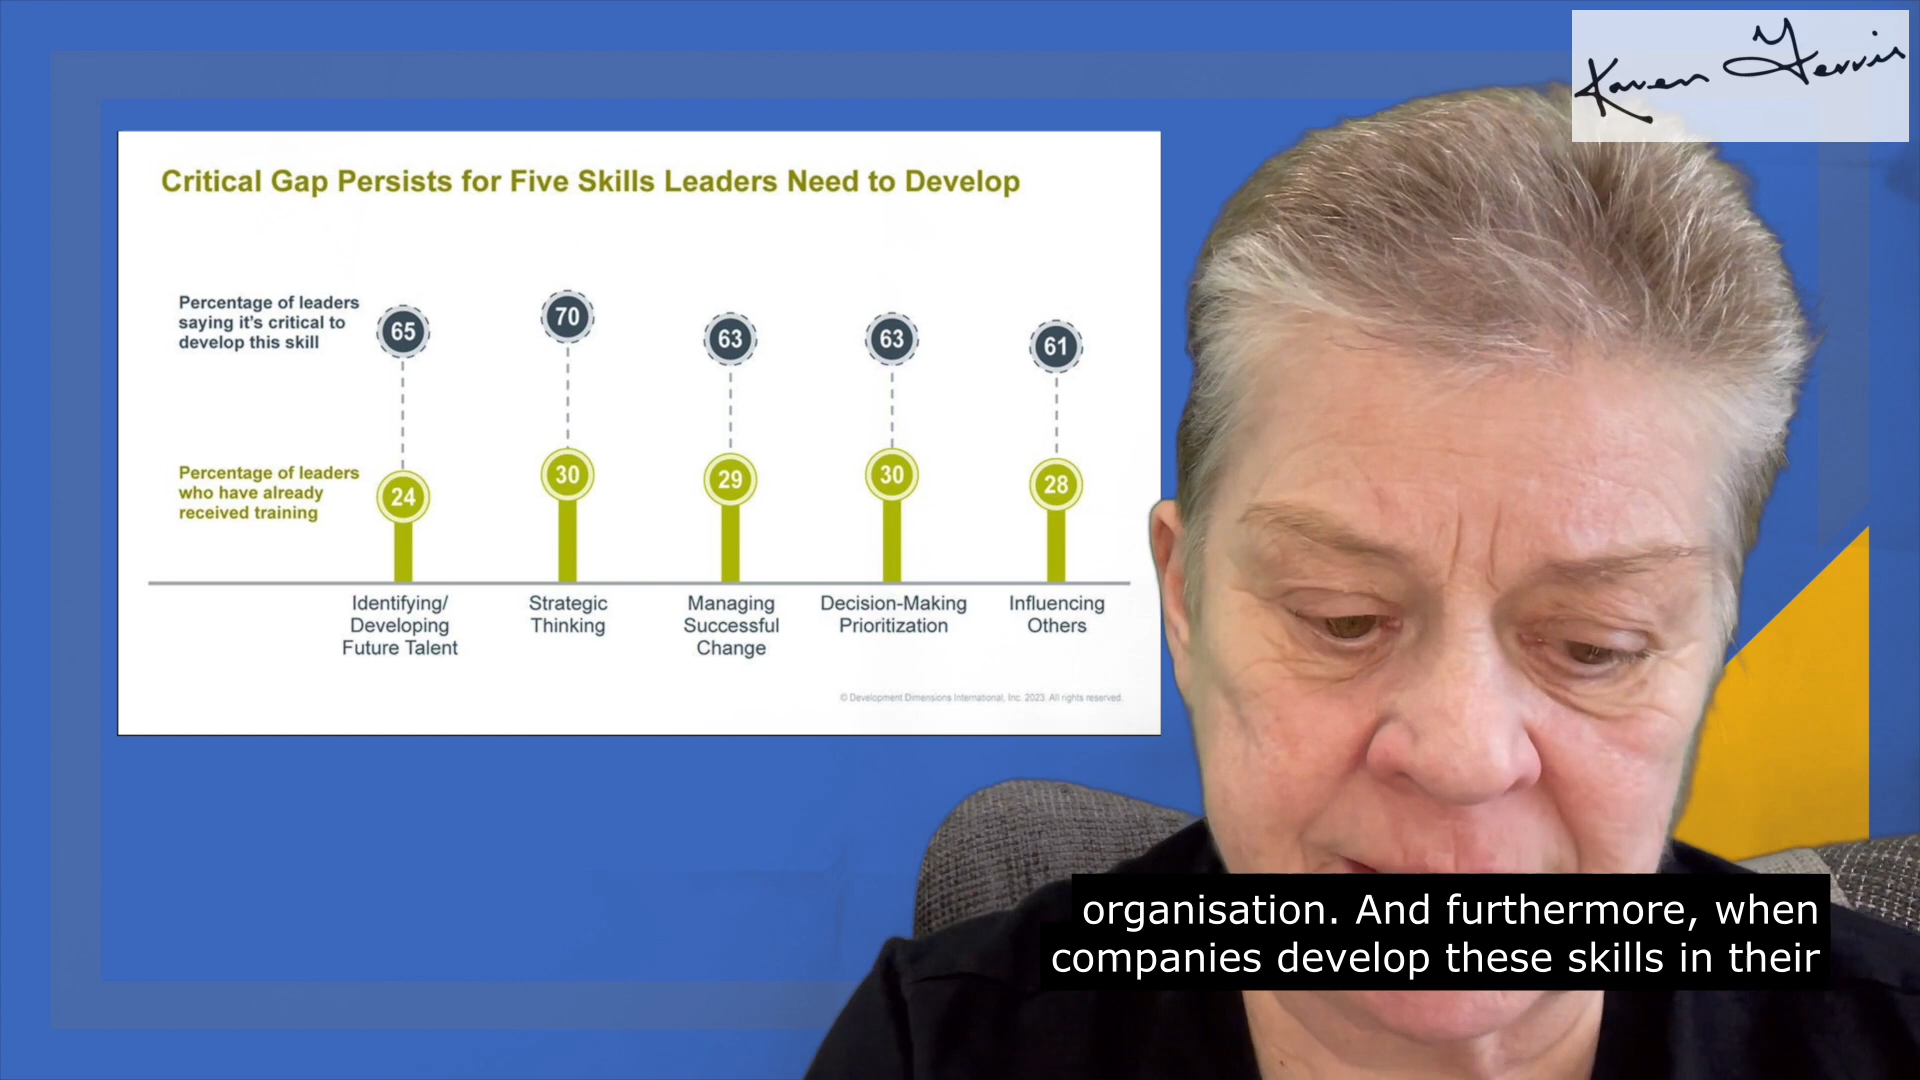 Karen Ferris
Critical Gap Persists for Five Skills Leaders Need to Develop
Percentage of leaders
saying it's critical to
develop this skill
65
70
63
63
61
Percentage of leaders
who have already
received training
24
30
29
30
28
Identifying/
Developing
Future Talent
Strategic
Thinking
Managing
Successful
Change
Decision-Making
Prioritization
Influencing
Others
© Development Dimensions International, Inc. 2023. All rights reserved.
organisation. And furthermore, when
companies develop these skills in their